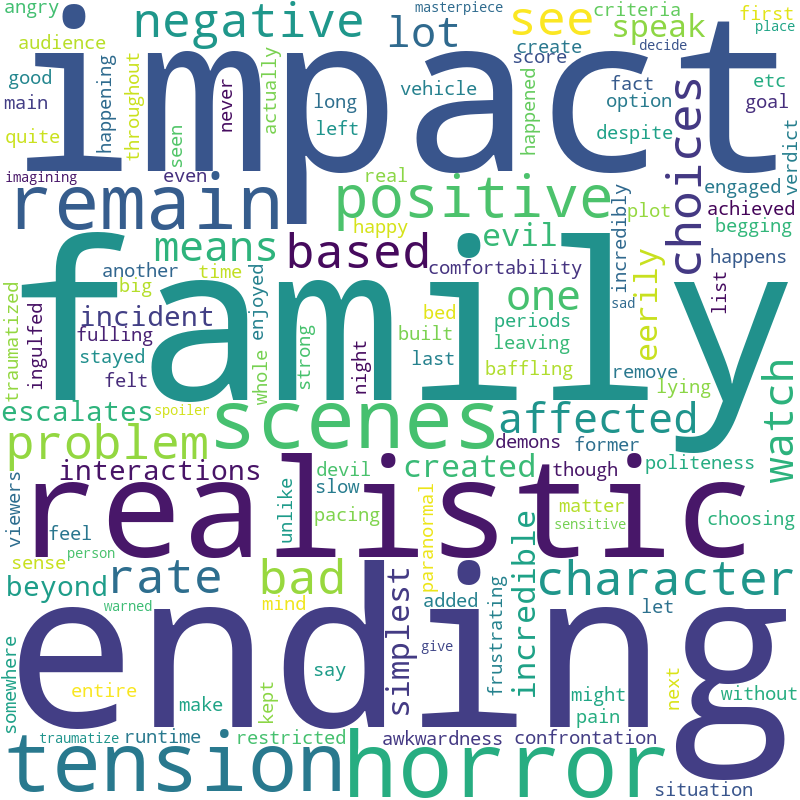 angry
negative
lot
masterpiece
see
criteria
first
audience
speak
place
create
decide
score
impact
good
happening
throughout
actually
never
long
vehicle
fact
etc
main
option
goal
left
happened
despite
choices
verdict
quite
seen
imagining
even
real
remain
positive
incredibly
plot
engaged
achieved
happy
begging
means
based
evil
eerily
happens
another
time
comfortability
big
one
sad
list
family
traumatized
ingulfed
incident
enjoyed
bed
periods
fulling
built
leaving
stayed
whole
strong
night
last
baffling
remove
felt
lying
watch
escalates
spoiler
scenes
affected
problem
demons
former
interactions
devil
created
though
politeness
viewers
slow
unlike
realistic
pacing
paranormal
matter
choosing
feel
sensitive
person
sense
beyond
rate
bad
simplest
incredible
character
warned
mind
added
frustrating
let
ending
give
somewhere
say
entire
kept
might
next
without
make
pain
tension
traumatize
runtime
restricted
awkwardness
confrontation
horror
situation